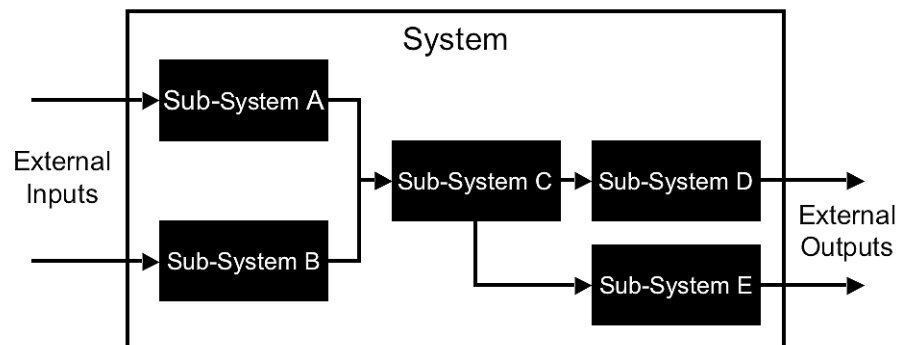 System
Sub-System A
External
Inputs
Sub-System C
Sub-System D
Sub-System B
External
Outputs
Sub-System E